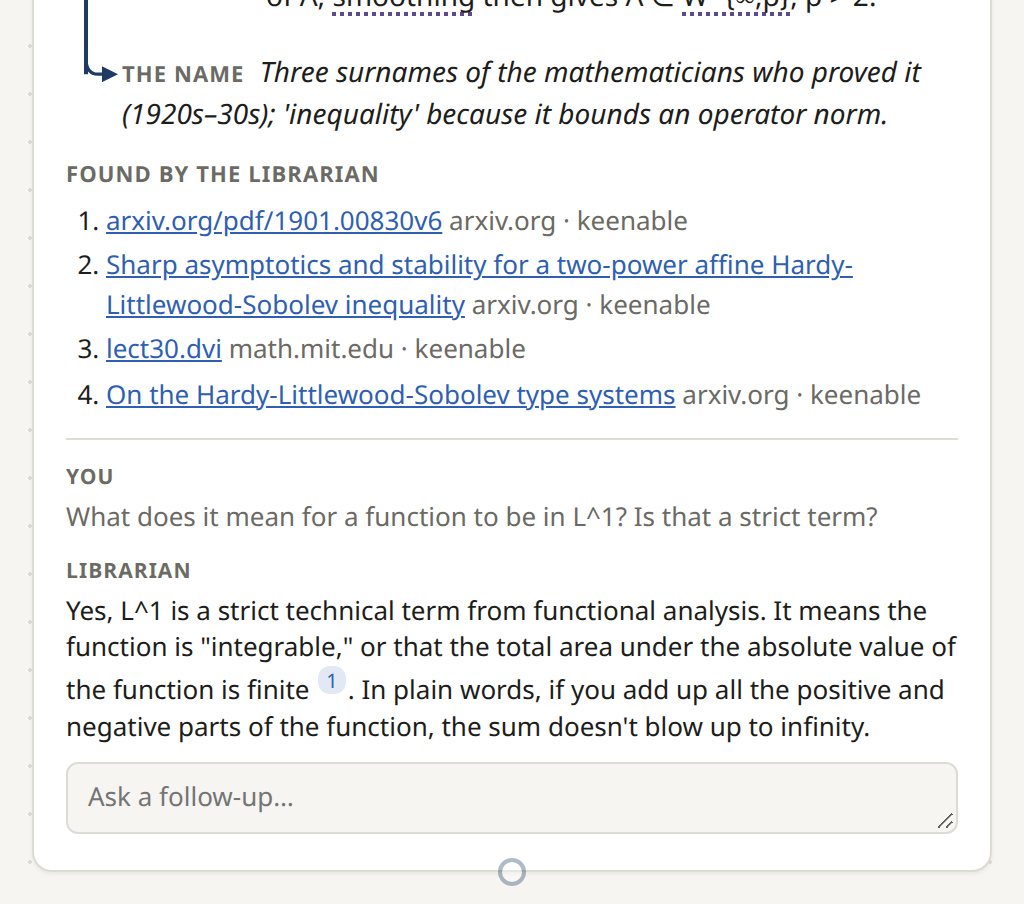 smoothing then gives
THE NAME Three surnames of the mathematicians who proved it
(1920s–30s); 'inequality' because it bounds an operator norm.
FOUND BY THE LIBRARIAN
1. arxiv.org/pdf/1901.00830v6 arxiv.org · keenable
2. Sharp asymptotics and stability for a two-power affine Hardy-
Littlewood-Sobolev inequality arxiv.org · keenable
3. lect30.dvi math.mit.edu · keenable
4. On the Hardy-Littlewood-Sobolev type systems arxiv.org · keenable
YOU
What does it mean for a function to be in L^1? Is that a strict term?
LIBRARIAN
Yes, L^1 is a strict technical term from functional analysis. It means the
function is "integrable," or that the total area under the absolute value of
the function is finite 1. In plain words, if you add up all the positive and
negative parts of the function, the sum doesn't blow up to infinity.
Ask a follow-up...